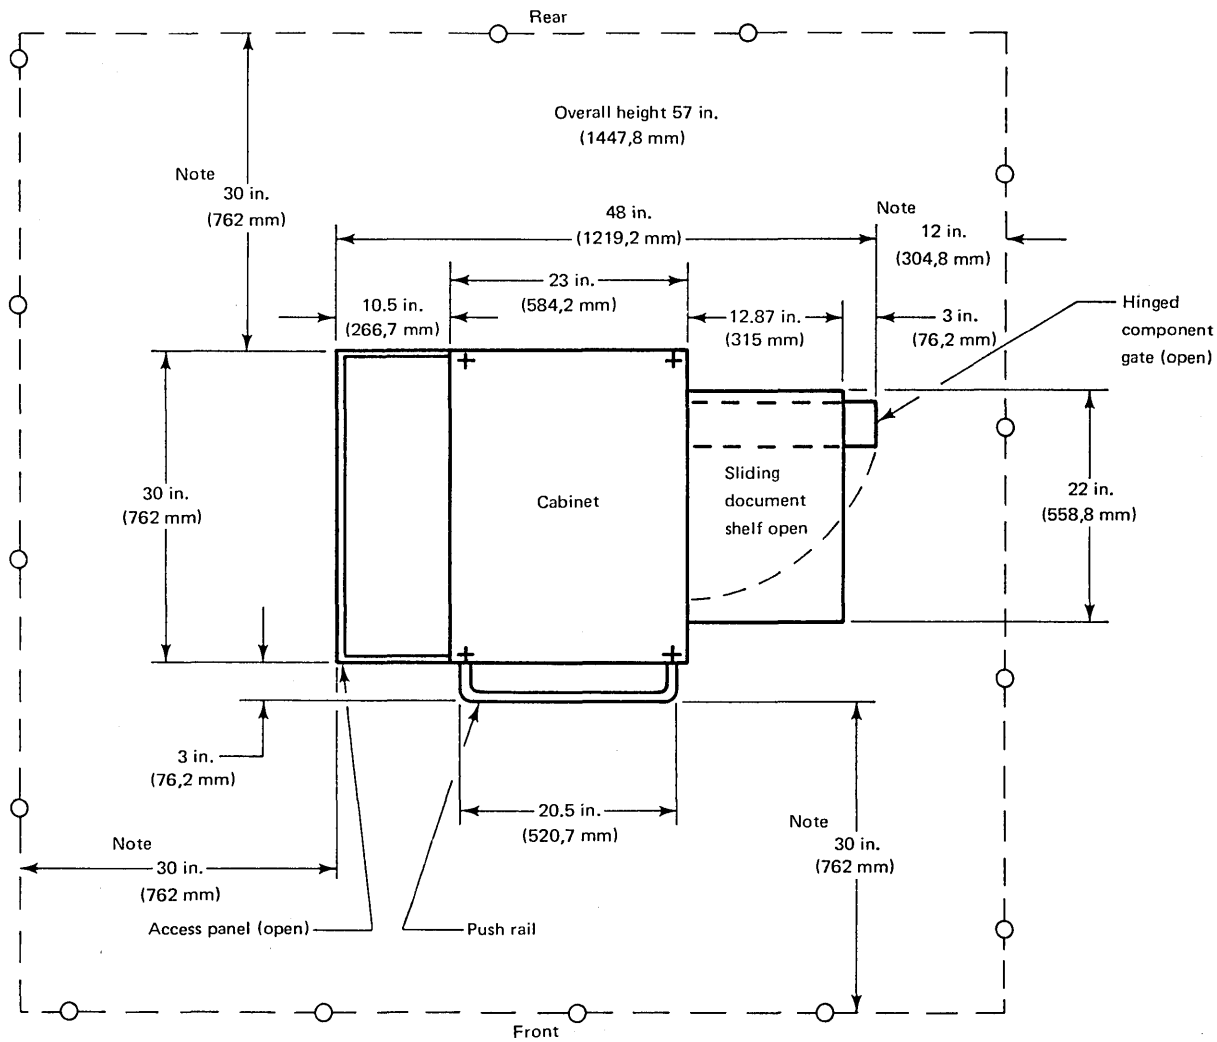 Rear
Overall height 57 in.
(1447,8 mm)
Note
30 in.
(762 mm)
48 in.
(1219,2 mm)
Note
12 in.
(304,8 mm)
23 in.
(584,2 mm)
10.5 in.
(266,7 mm)
12.87 in.
(315 mm)
3 in.
(76,2 mm)
Hinged
component
gate (open)
30 in.
(762 mm)
Cabinet
Sliding
document
shelf open
22 in.
(558,8 mm)
3 in.
(76,2 mm)
20.5 in.
(520,7 mm)
Note
30 in.
(762 mm)
Note
30 in.
(762 mm)
Access panel (open)
Push rail
Front